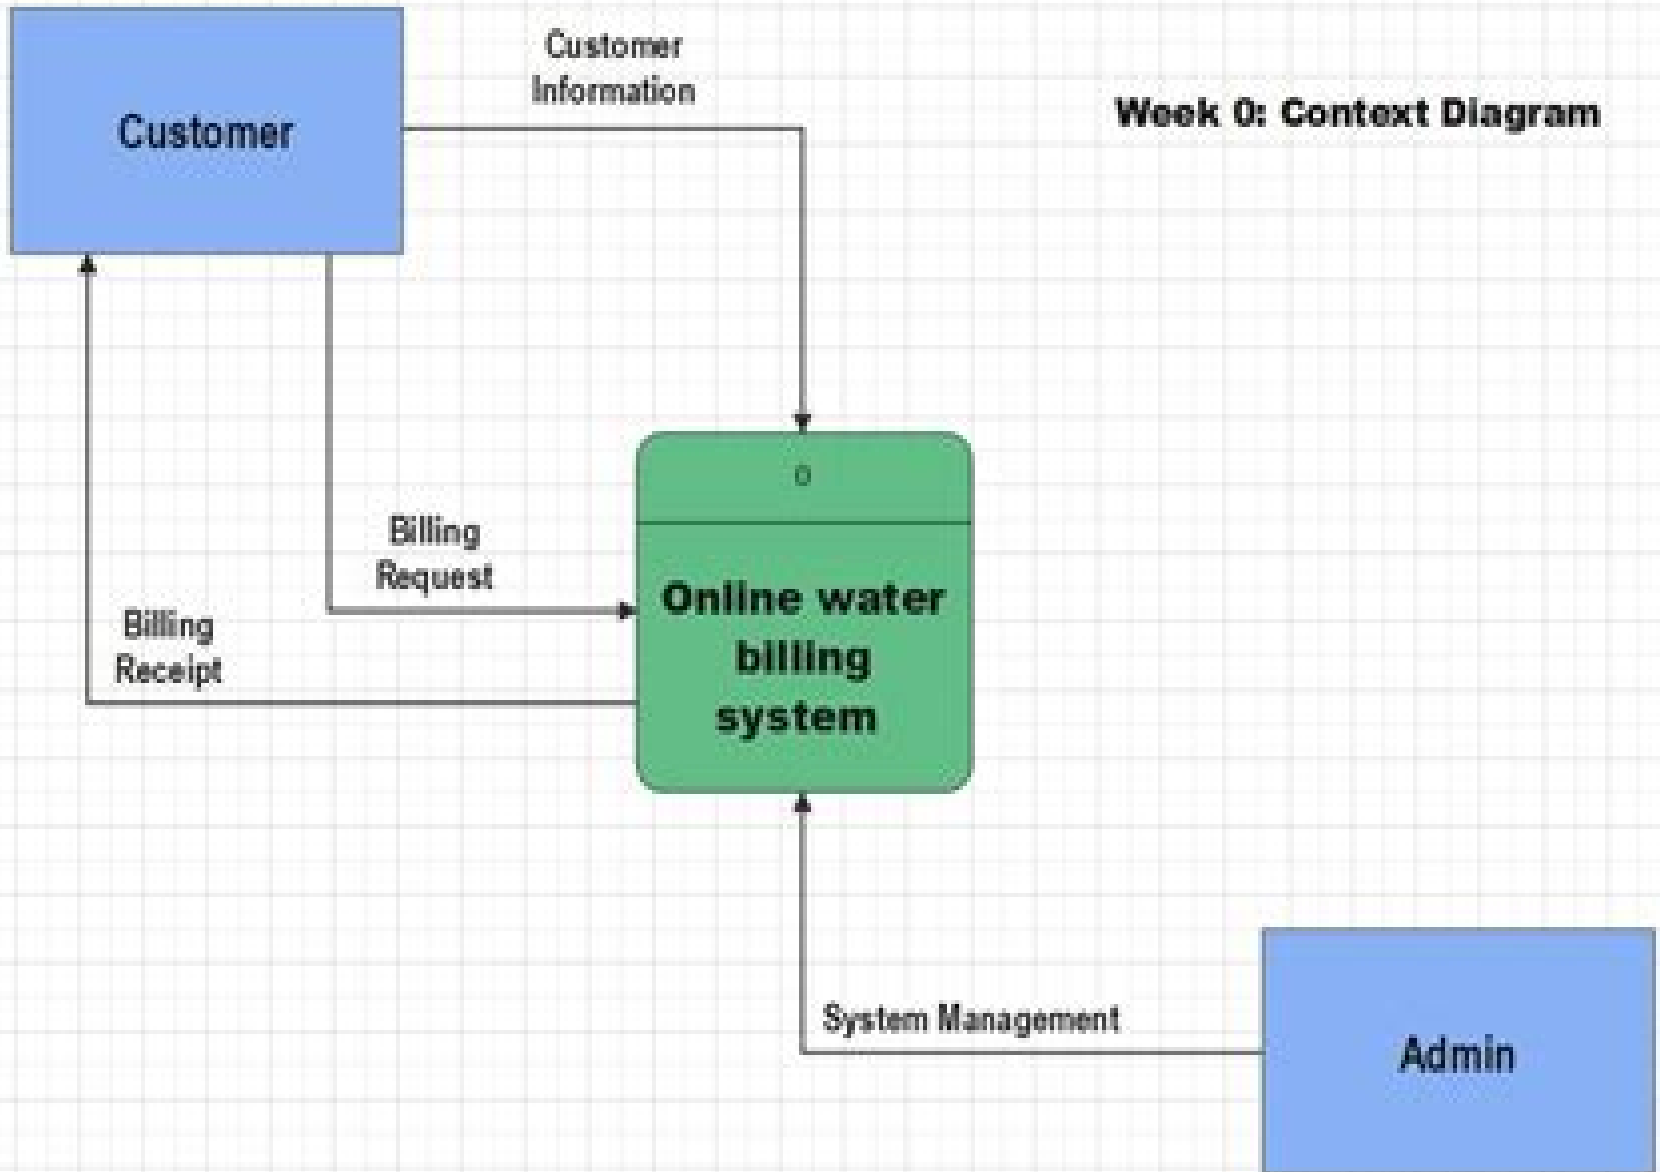 Customer
Information
Customer
Week 0: Context Diagram
0
Billing
Request
Online water
billing
system
Billing
Receipt
System Management
Admin